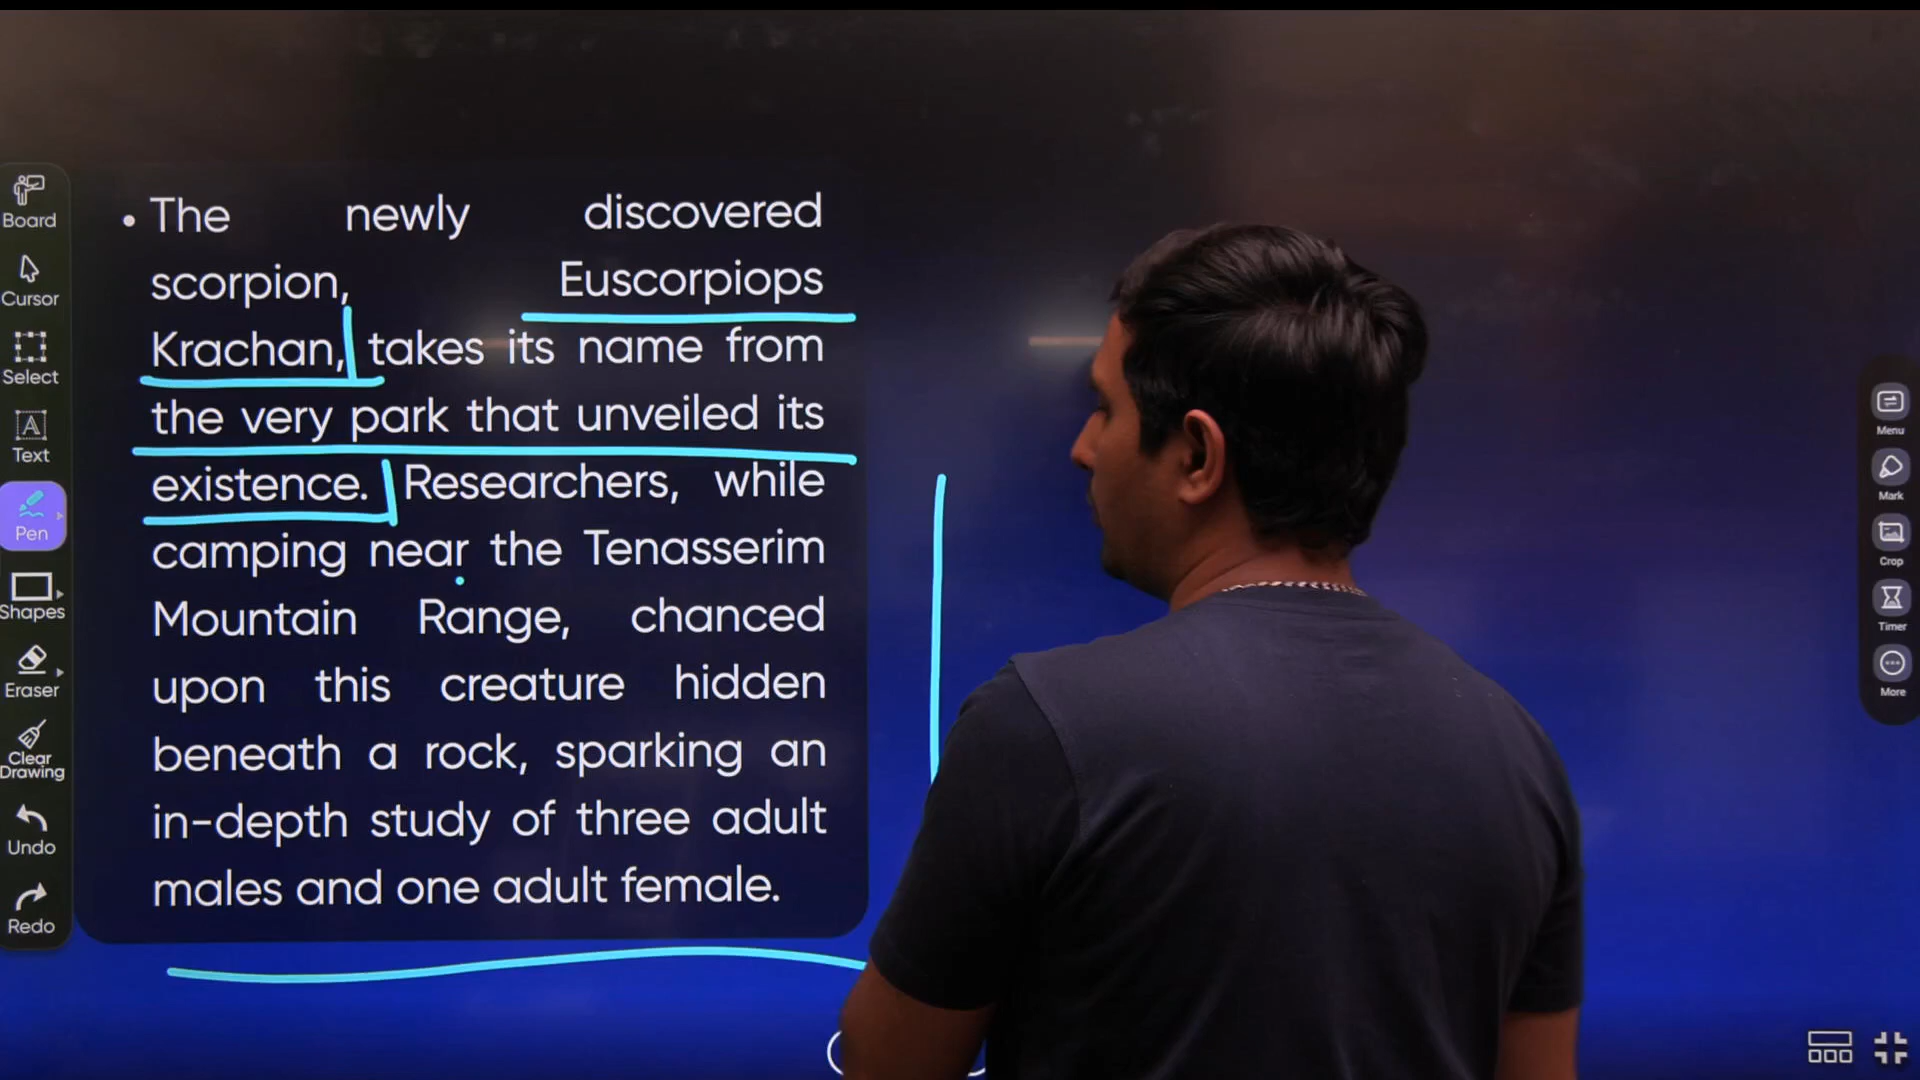 • The newly discovered
scorpion, Euscorpiops
Krachan, takes its name from
the very park that unveiled its
existence. Researchers, while
camping near the Tenasserim
Mountain Range, chanced
upon this creature hidden
beneath a rock, sparking an
in-depth study of three adult
males and one adult female.
Board
Cursor
Select
A
Text
Pen
Shapes
Eraser
Clear
Drawing
Undo
Redo
Menu
Mark
Crop
Timer
More